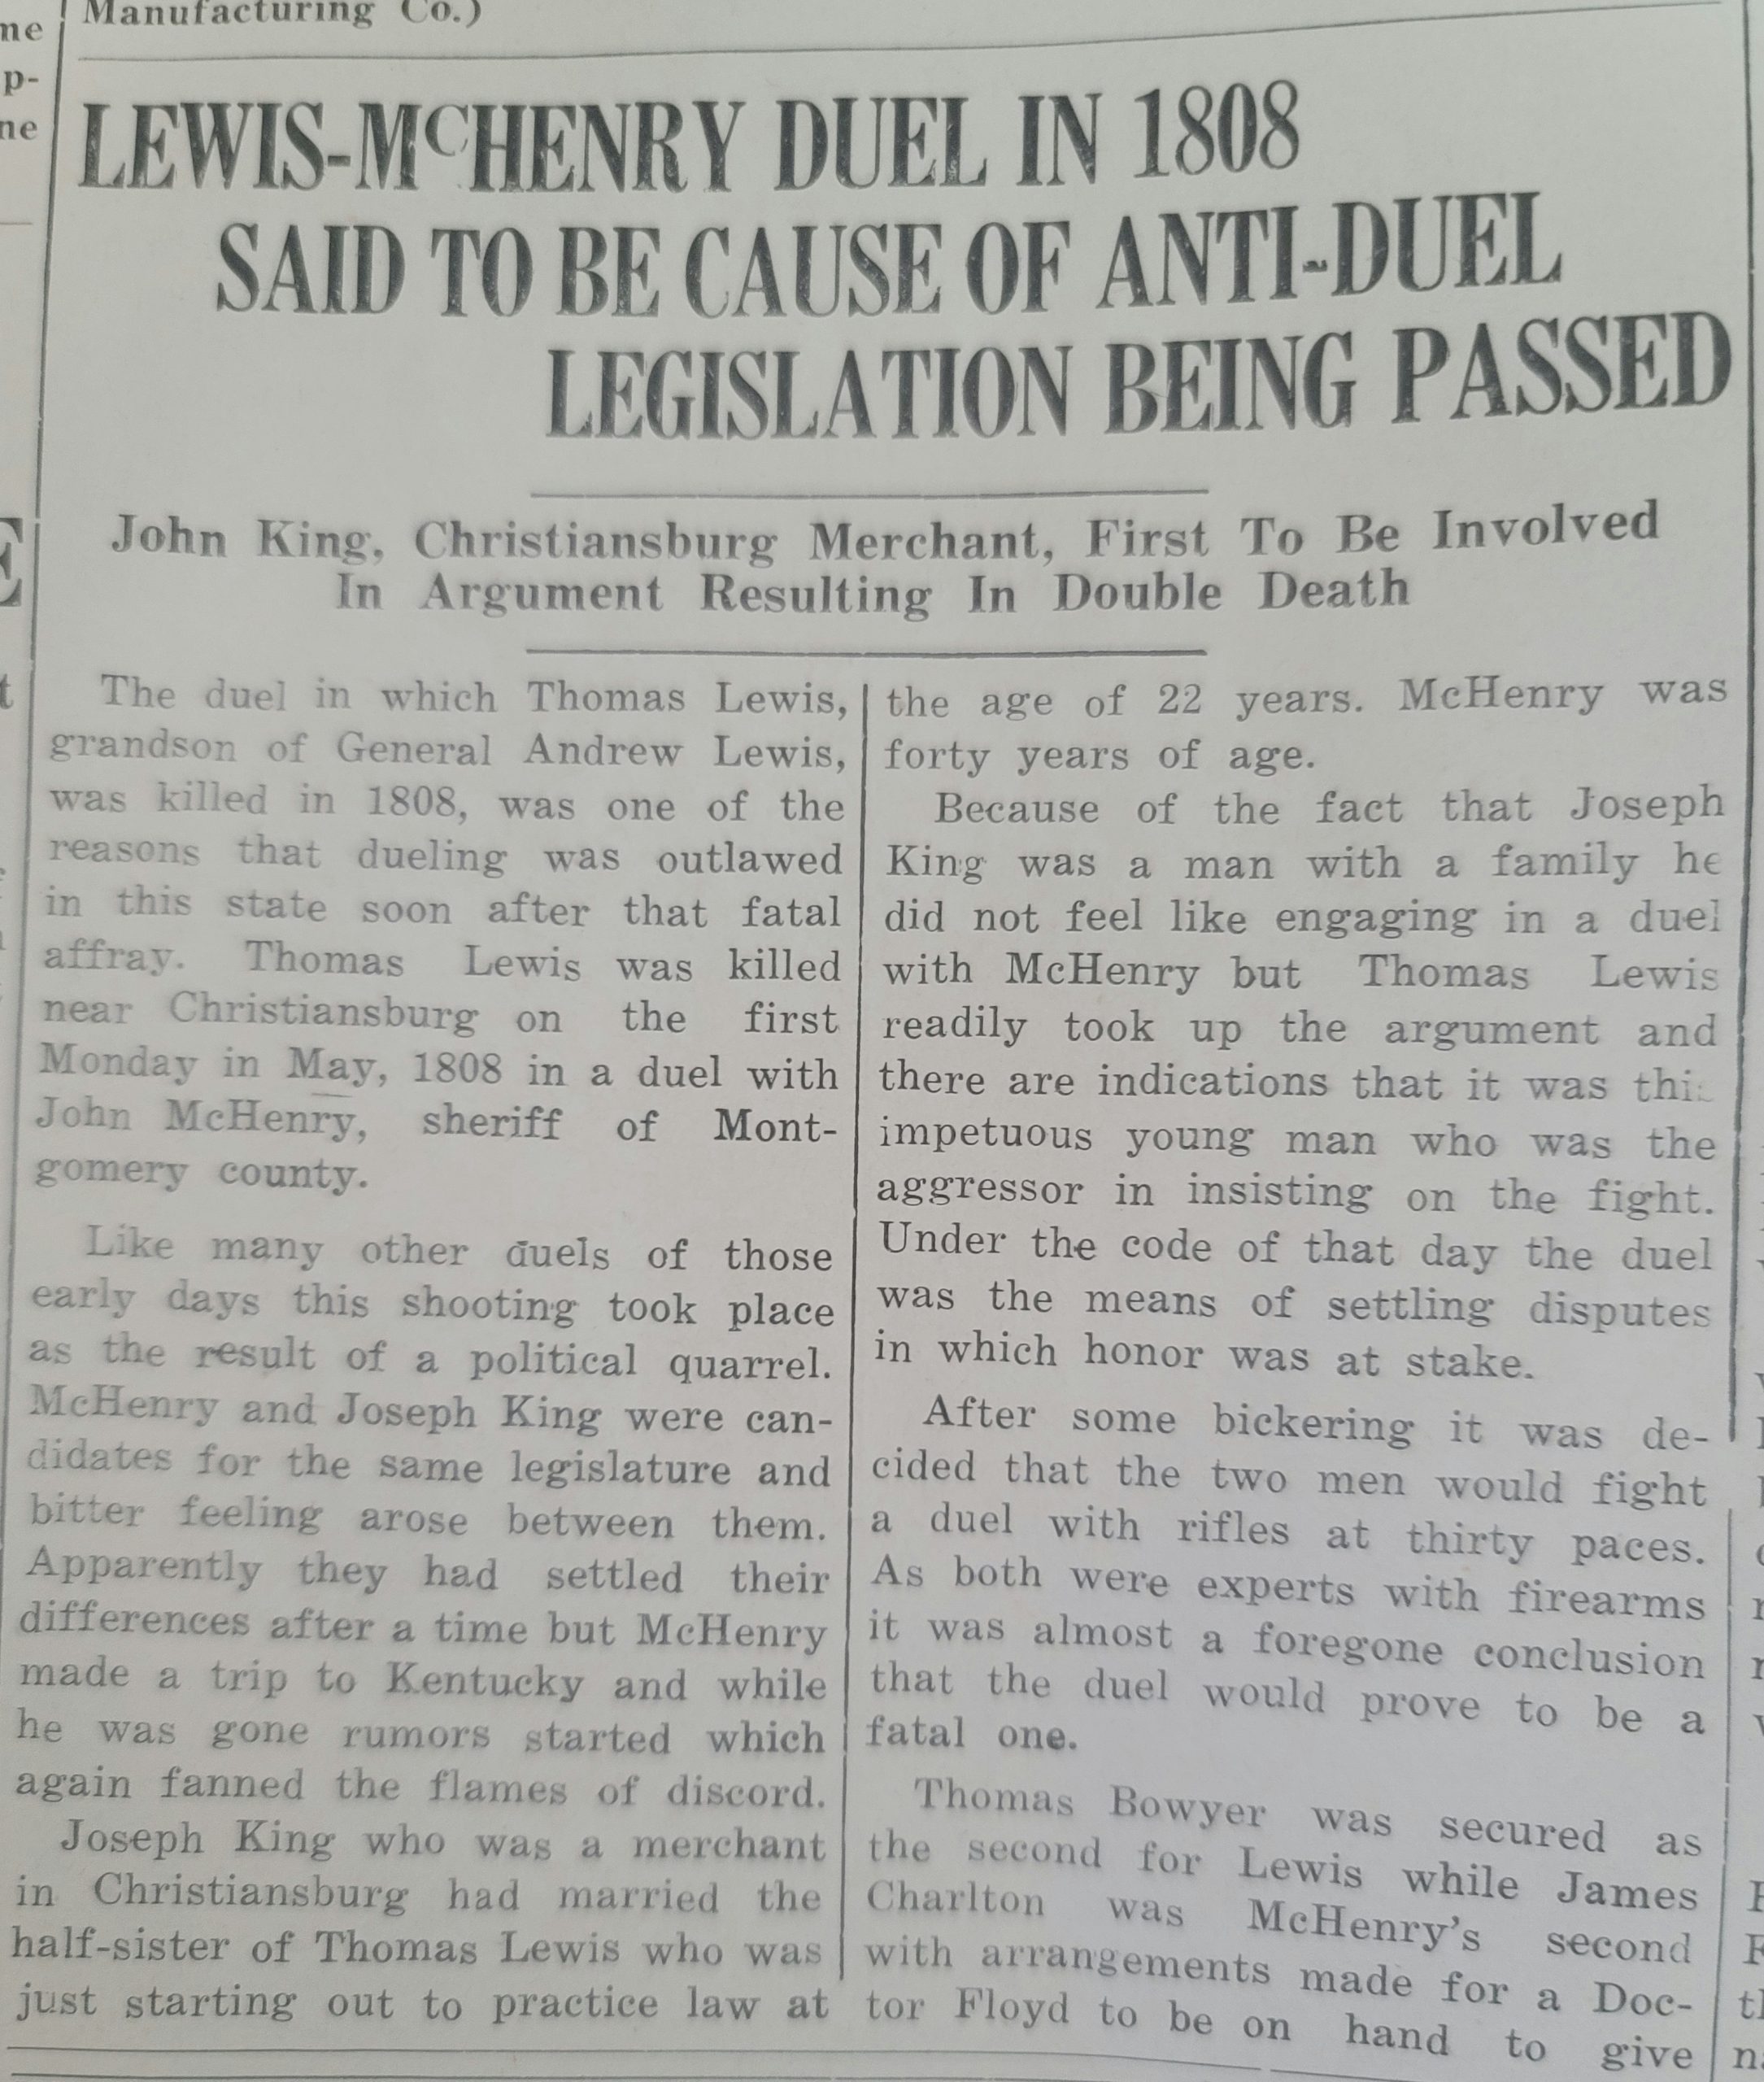 Manufacturing Co.)
LEWIS-McHENRY DUEL IN 1808
SAID TO BE CAUSE OF ANTI-DUEL
LEGISLATION BEING PASSED
John King, Christiansburg Merchant, First To Be Involved
In Argument Resulting In Double Death
The duel in which Thomas Lewis,
grandson of General Andrew Lewis,
was killed in 1808, was one of the
reasons that dueling was outlawed
in this state soon after that fatal
affray. Thomas Lewis was killed
near Christiansburg on the first
Monday in May, 1808 in a duel with
John McHenry, sheriff of Mont-
gomery county.
Like many other duels of those
early days this shooting took place
as the result of a political quarrel.
McHenry and Joseph King were can-
didates for the same legislature and
bitter feeling arose between them.
Apparently they had settled their
differences after a time but McHenry
made a trip to Kentucky and while
he was gone rumors started which
again fanned the flames of discord.
Joseph King who was a merchant
in Christiansburg had married the
half-sister of Thomas Lewis who was
just starting out to practice law at
the age of 22 years. McHenry was
forty years of age.
Because of the fact that Joseph
King was a man with a family he
did not feel like engaging in a duel
with McHenry but Thomas Lewis
readily took up the argument and
there are indications that it was this
impetuous young man who was the
aggressor in insisting on the fight.
Under the code of that day the duel
was the means of settling disputes
in which honor was at stake.
After some bickering it was de-
cided that the two men would fight
a duel with rifles at thirty paces.
As both were experts with firearms
it was almost a foregone conclusion
that the duel would prove to be a
fatal one.
Thomas Bowyer was secured as
the second for Lewis while James
Charlton was McHenry's second
with arrangements made for a Doc-
tor Floyd to be on hand to give